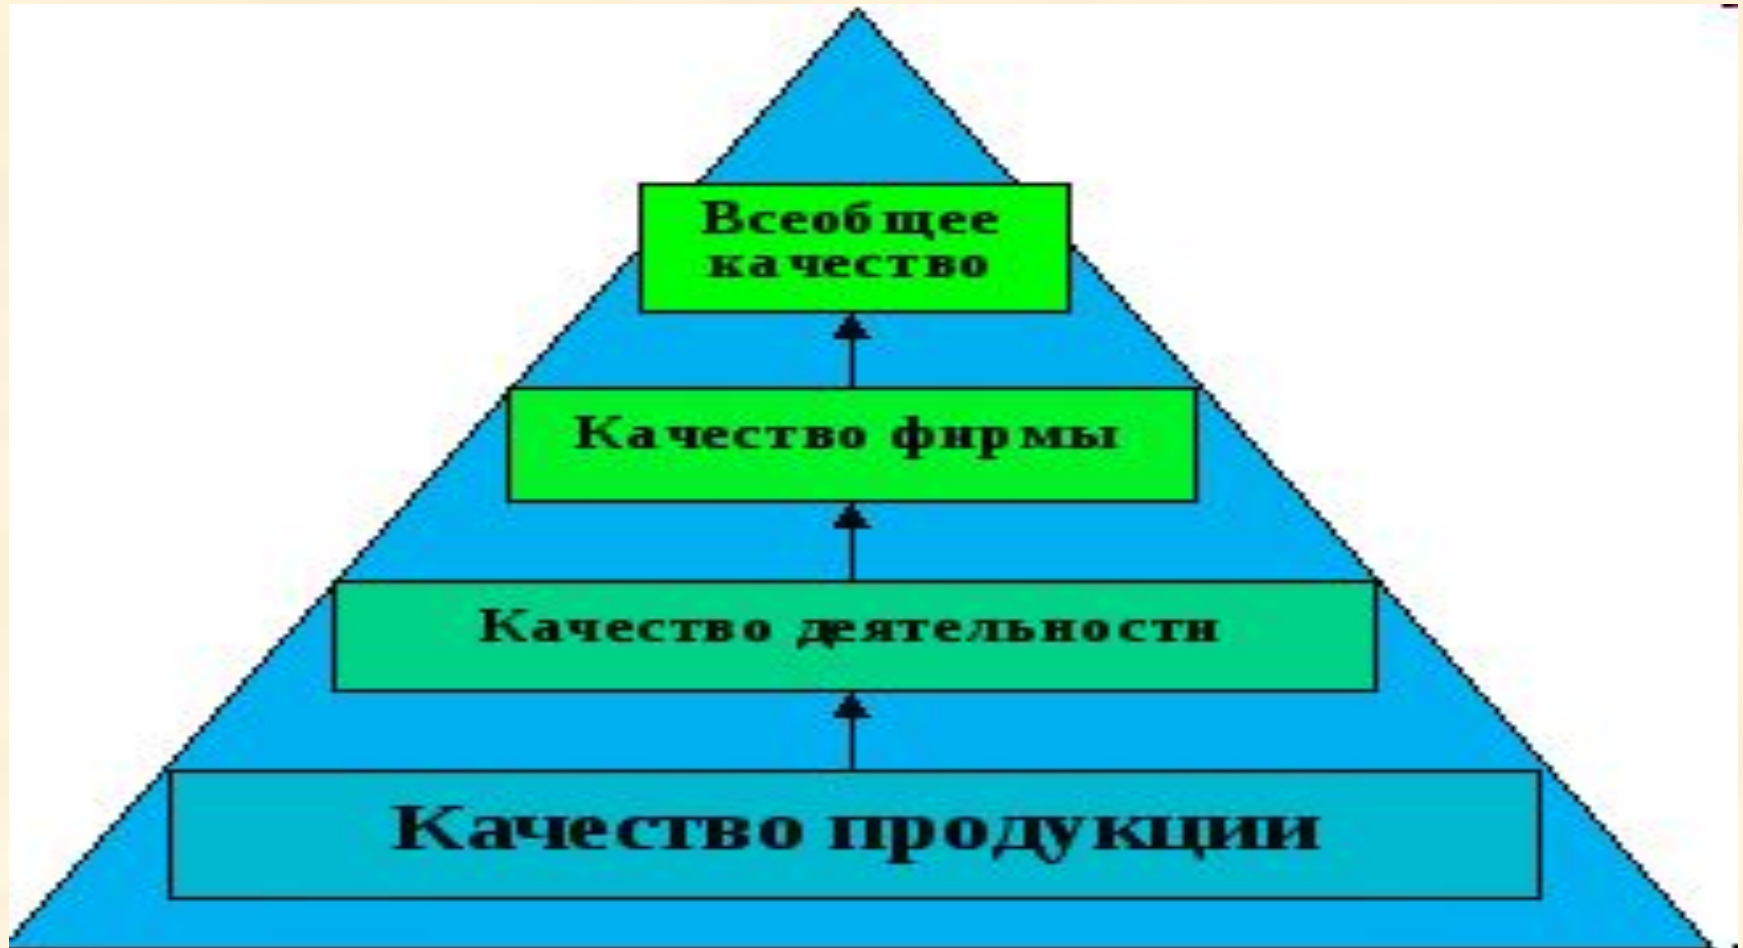 Всеобщее
качество
Качество фирмы
Качество деятельности
Качество продукции